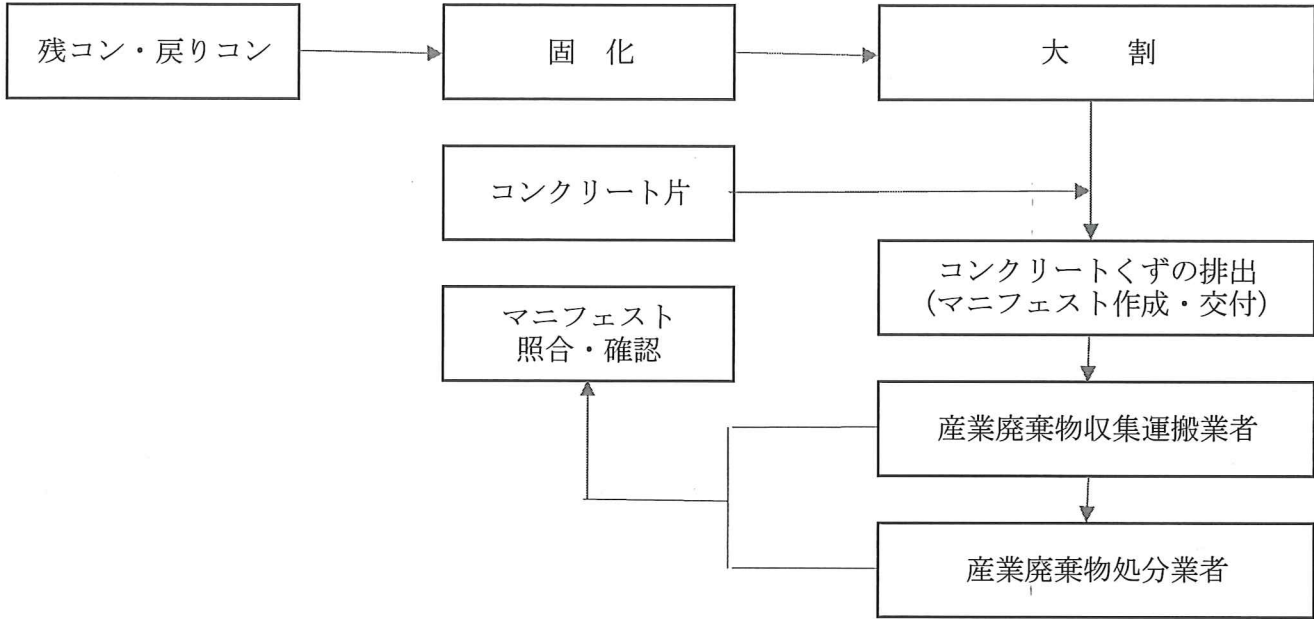 残コン・戻りコン
固 化
大 割
コンクリート片
コンクリートくずの排出
(マニフェスト作成・交付)
マニフェスト
照合・確認
産業廃棄物収集運搬業者
産業廃棄物処分業者